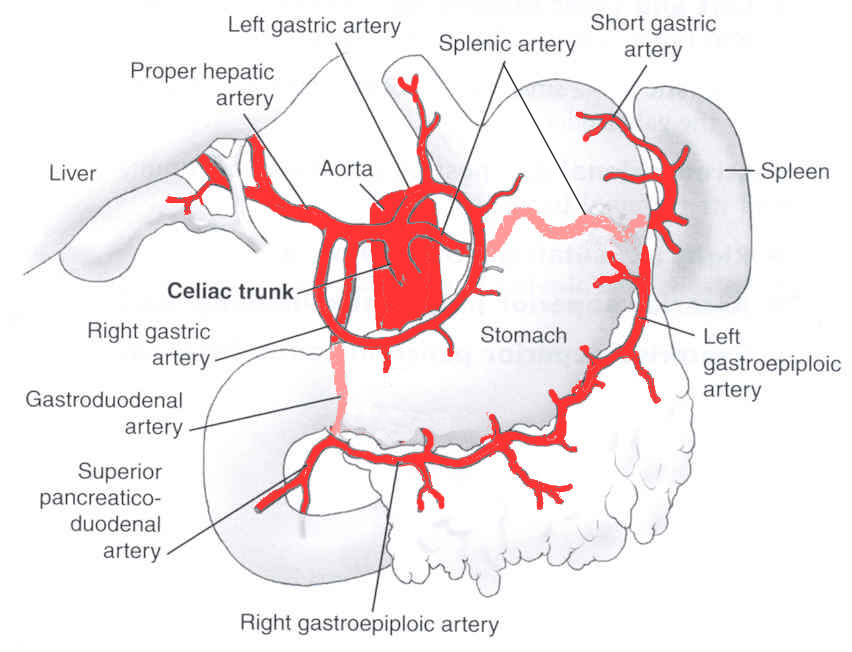 Left gastric artery
Splenic artery
Short gastric
artery
Proper hepatic
artery
Liver
Aorta
Spleen
Celiac trunk
Right gastric
artery
Stomach
Left
gastroepiploic
artery
Gastroduodenal
artery
Superior
pancreatico-
duodenal
artery
Right gastroepiploic artery